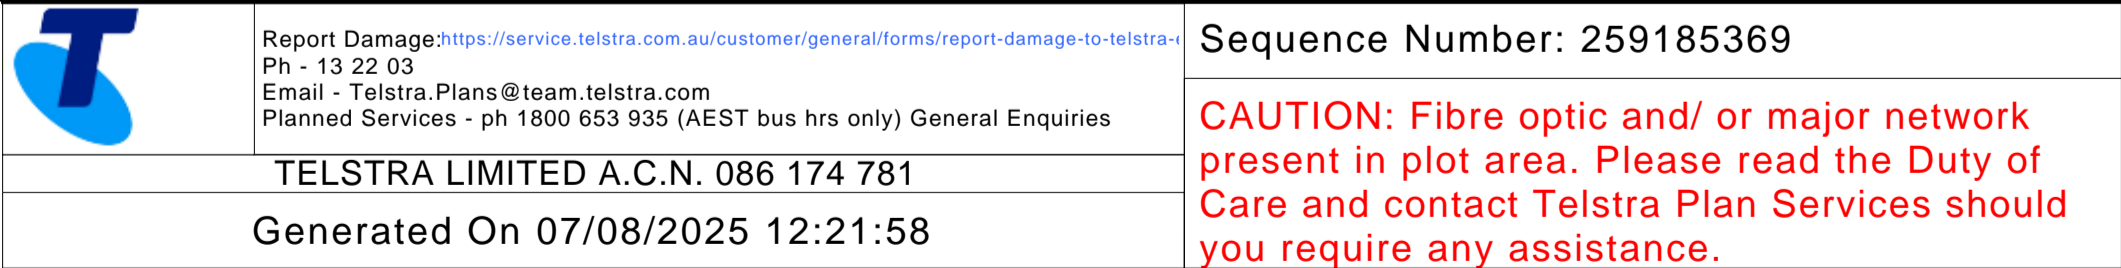 Report Damage:https://service.telstra.com.au/customer/general/forms/report-damage-to-telstra-
Ph - 13 22 03
Email - Telstra.Plans@team.telstra.com
Planned Services - ph 1800 653 935 (AEST bus hrs only) General Enquiries
TELSTRA LIMITED A.C.N. 086 174 781
Generated On 07/08/2025 12:21:58
Sequence Number: 259185369
CAUTION: Fibre optic and/ or major network
present in plot area. Please read the Duty of
Care and contact Telstra Plan Services should
you require any assistance.